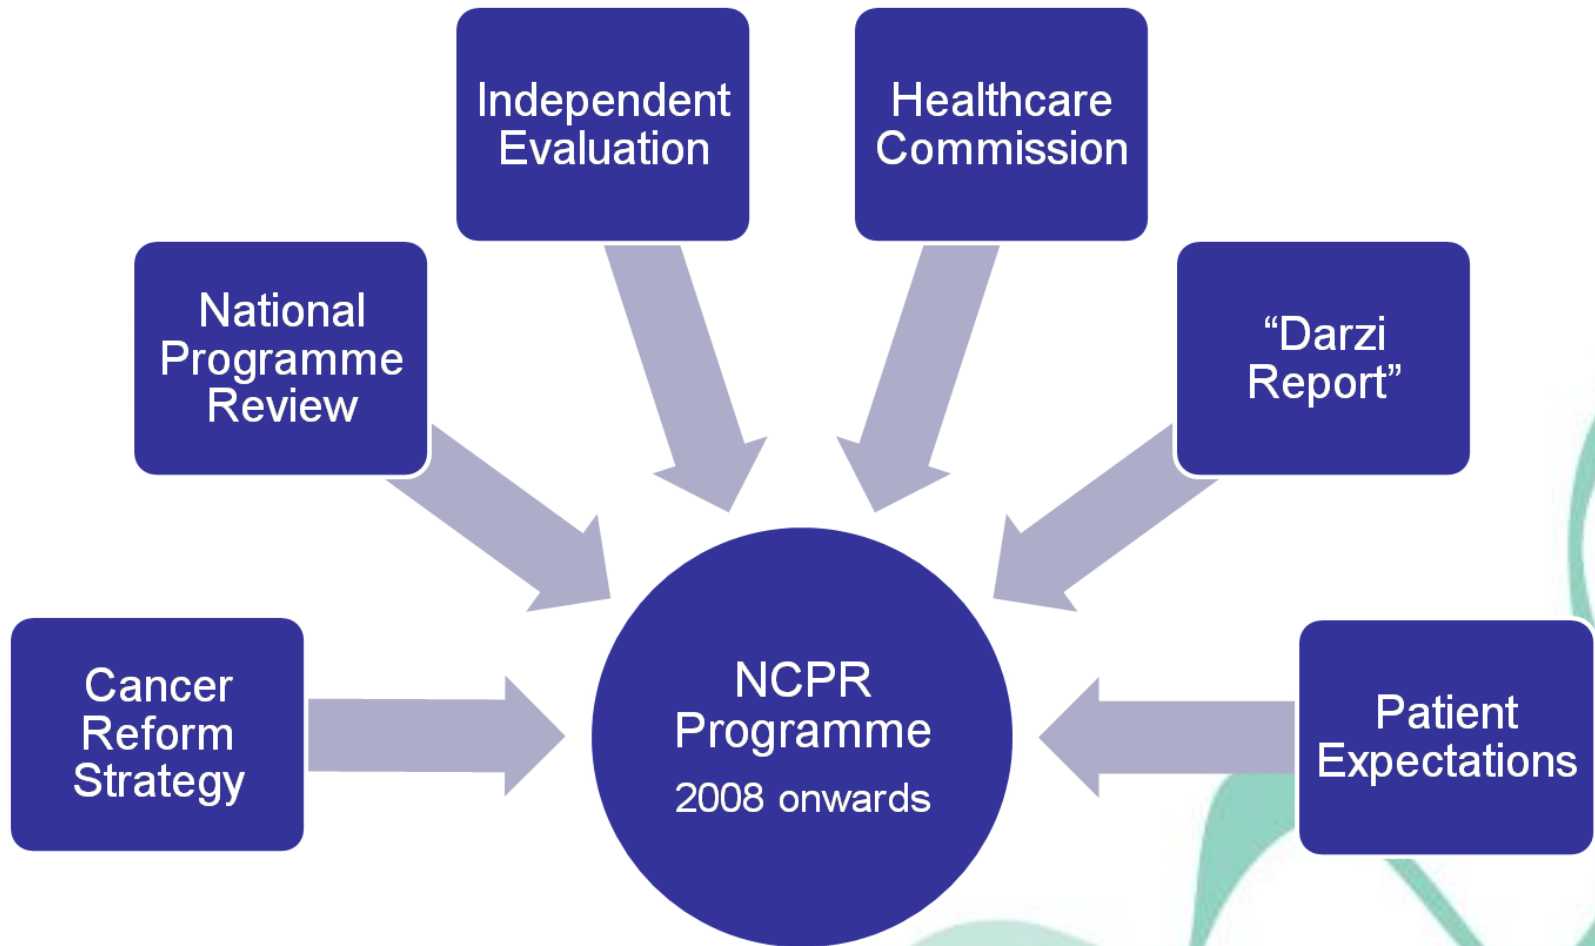 Independent
Evaluation
Healthcare
Commission
National
Programme
Review
“Darzi
Report”
Cancer
Reform
Strategy
NCPR
Programme
2008 onwards
Patient
Expectations